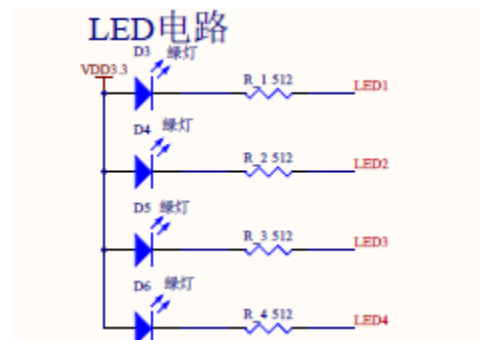 LED电路
D3 绿灯
VDD3.3
R_1 512 LED1
D4 绿灯
R_2 512 LED2
D5 绿灯
R_3 512 LED3
D6 绿灯
R_4 512 LED4